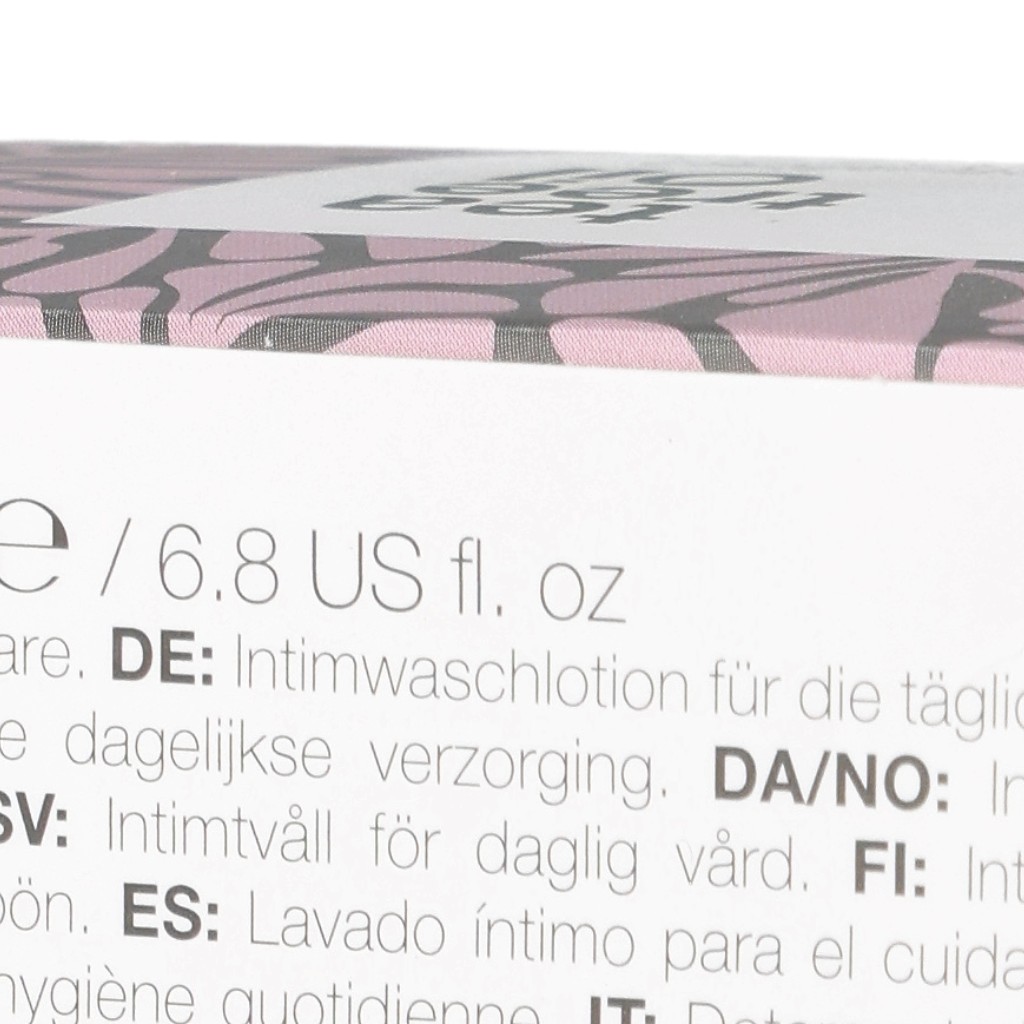 e / 6.8 US fl. oz
are. DE: Intimwaschlotion für die täglic
e dagelijkse verzorging. DA/NO: In
SV: Intimtvåll för daglig vård. FI: Int
ön. ES: Lavado íntimo para el cuida
hygiène quotidienne. IT: